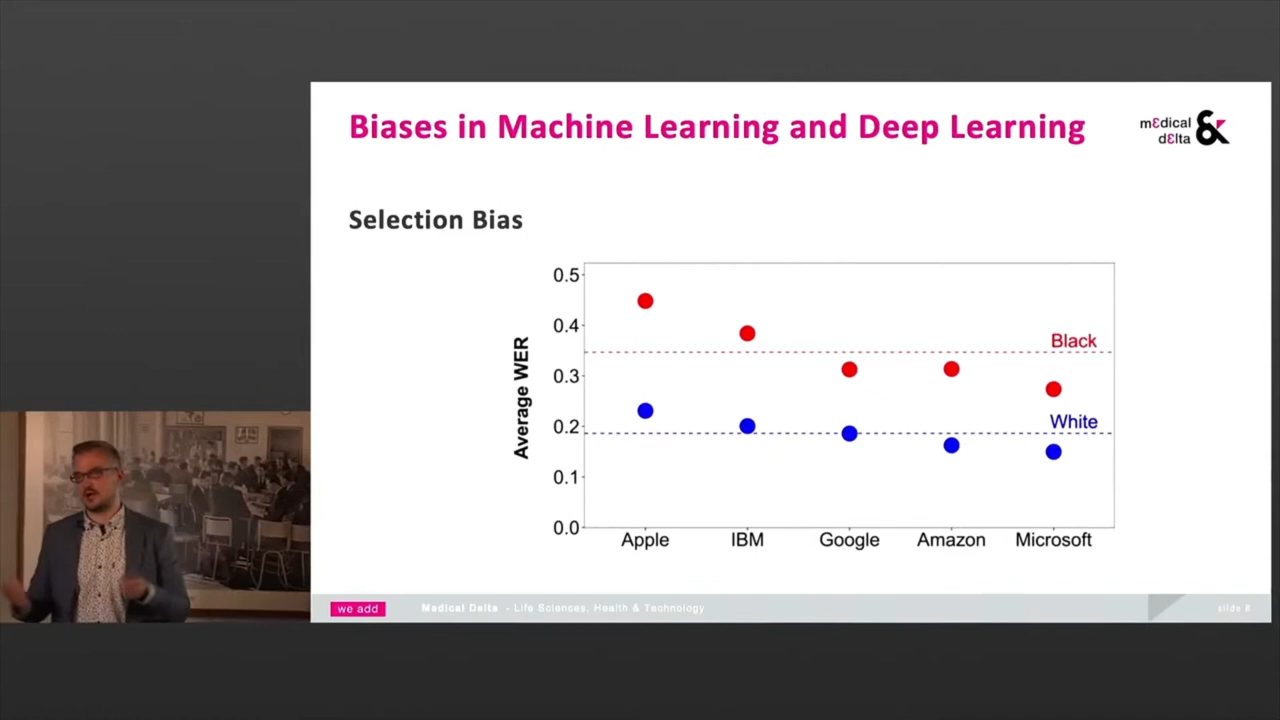 Biases in Machine Learning and Deep Learning
mɛdical
dɛlta
Selection Bias
Average WER
0.5
0.4
0.3
0.2
0.1
0.0
Black
White
Apple IBM Google Amazon Microsoft
we add
Medical Delta - Life Sciences, Health & Technology
slide 8